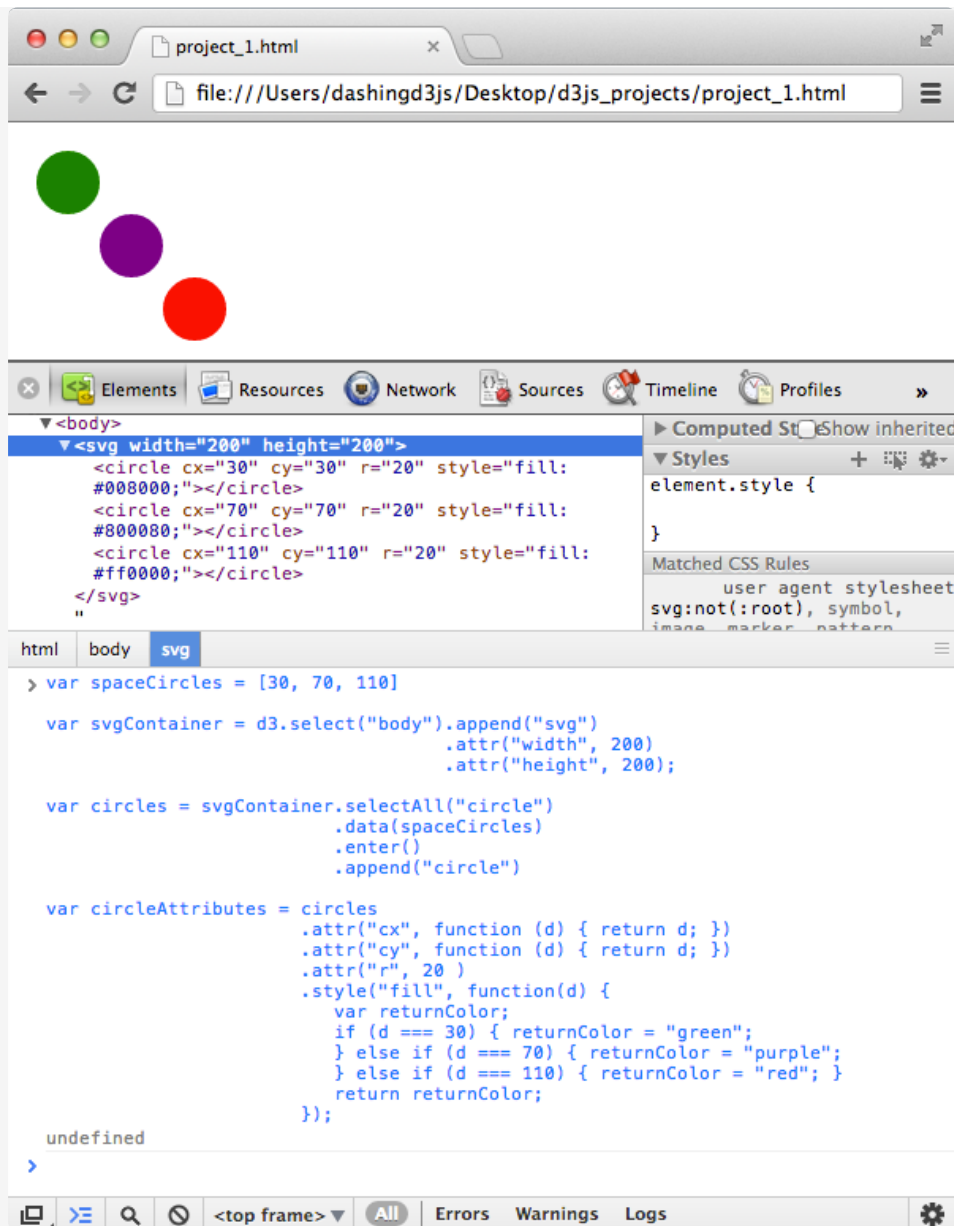 project_1.html
file:///Users/dashingd3js/Desktop/d3js_projects/project_1.html
Elements Resources Network Sources Timeline Profiles »
▼<body>
▼<svg width="200" height="200">
<circle cx="30" cy="30" r="20" style="fill:
#008000;"></circle>
<circle cx="70" cy="70" r="20" style="fill:
#800080;"></circle>
<circle cx="110" cy="110" r="20" style="fill:
#ff0000;"></circle>
</svg>
"
▶ Computed St Show inherited
▼ Styles
element.style {
}
Matched CSS Rules
user agent stylesheet
svg:not(:root), symbol,
image, marker, pattern
html body svg
> var spaceCircles = [30, 70, 110]
var svgContainer = d3.select("body").append("svg")
.attr("width", 200)
.attr("height", 200);
var circles = svgContainer.selectAll("circle")
.data(spaceCircles)
.enter()
.append("circle")
var circleAttributes = circles
.attr("cx", function (d) { return d; })
.attr("cy", function (d) { return d; })
.attr("r", 20 )
.style("fill", function(d) {
var returnColor;
if (d === 30) { returnColor = "green";
} else if (d === 70) { returnColor = "purple";
} else if (d === 110) { returnColor = "red"; }
return returnColor;
});
undefined
>
<top frame> ▼ All Errors Warnings Logs